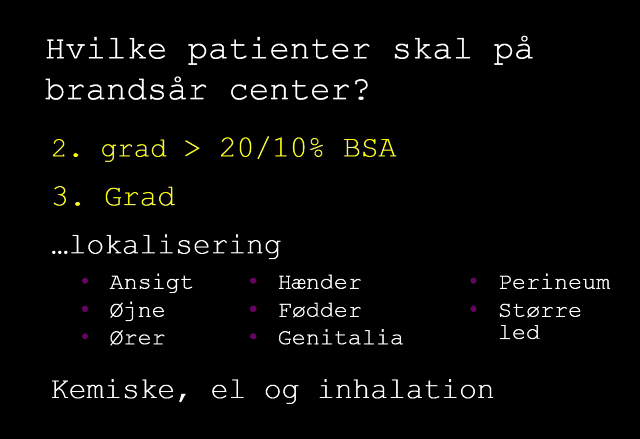 Hvilke patienter skal på
brandsår center?
2. grad > 20/10% BSA
3. Grad
…lokalisering
• Ansigt
• Øjne
• Ører
• Hænder
• Fødder
• Genitalia
• Perineum
• Større
led
Kemiske, el og inhalation